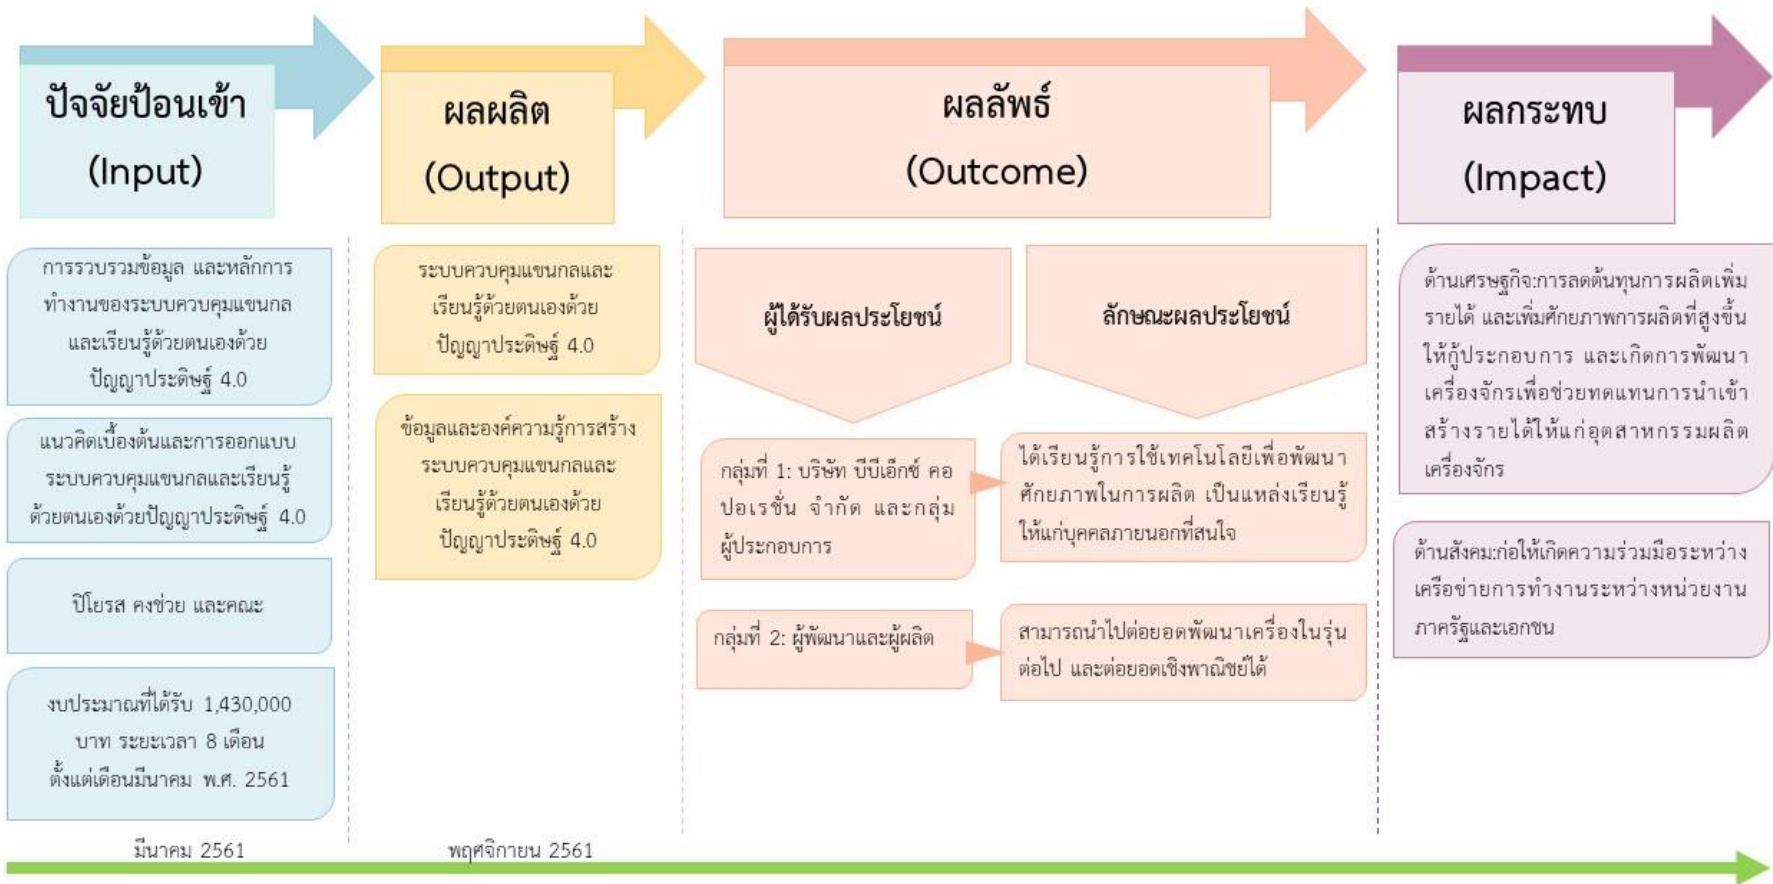 ปัจจัยป้อนเข้า
(Input)
การรวบรวมข้อมูล และหลักการ
ทำงานของระบบควบคุมแขนกล
และเรียนรู้ด้วยตนเองด้วย
ปัญญาประดิษฐ์ 4.0
แนวคิดเบื้องต้นและการออกแบบ
ระบบควบคุมแขนกลและเรียนรู้
ด้วยตนเองด้วยปัญญาประดิษฐ์ 4.0
ปิโยรส คงช่วย และคณะ
งบประมาณที่ได้รับ 1,430,000
บาท ระยะเวลา 8 เดือน
ตั้งแต่เดือนมีนาคม พ.ศ. 2561
ผลผลิต
(Output)
ระบบควบคุมแขนกลและ
เรียนรู้ด้วยตนเองด้วย
ปัญญาประดิษฐ์ 4.0
ข้อมูลและองค์ความรู้การสร้าง
ระบบควบคุมแขนกลและ
เรียนรู้ด้วยตนเองด้วย
ปัญญาประดิษฐ์ 4.0
ผลลัพธ์
(Outcome)
ผู้ได้รับผลประโยชน์
ลักษณะผลประโยชน์
กลุ่มที่ 1: บริษัท บีบีเอ็กซ์ คอ
ปอเรชั่น จำกัด และกลุ่ม
ผู้ประกอบการ
ได้เรียนรู้การใช้เทคโนโลยีเพื่อพัฒนา
ศักยภาพในการผลิต เป็นแหล่งเรียนรู้
ให้แก่บุคคลภายนอกที่สนใจ
กลุ่มที่ 2: ผู้พัฒนาและผู้ผลิต
สามารถนำไปต่อยอดพัฒนาเครื่องในรุ่น
ต่อไป และต่อยอดเชิงพาณิชย์ได้
ผลกระทบ
(Impact)
ด้านเศรษฐกิจ:การลดต้นทุนการผลิตเพิ่ม
รายได้ และเพิ่มศักยภาพการผลิตที่สูงขึ้น
ให้กู้ประกอบการ และเกิดการพัฒนา
เครื่องจักรเพื่อช่วยทดแทนการนำเข้า
สร้างรายได้ให้แก่อุตสาหกรรมผลิต
เครื่องจักร
ด้านสังคม:ก่อให้เกิดความร่วมมือระหว่าง
เครือข่ายการทำงานระหว่างหน่วยงาน
ภาครัฐและเอกชน
มีนาคม 2561
พฤศจิกายน 2561